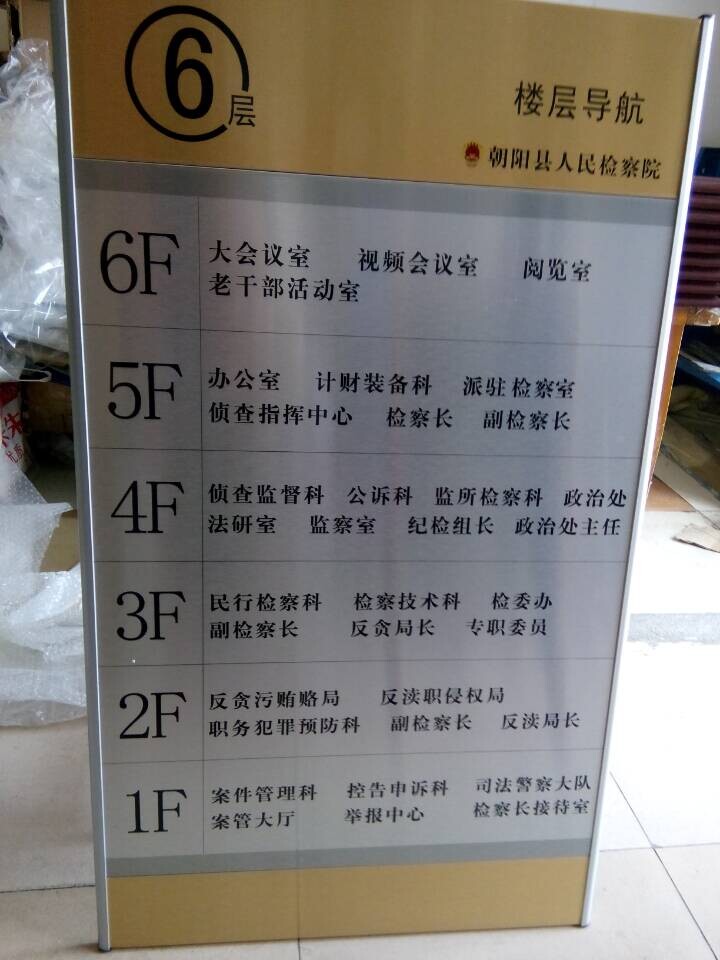 6层
楼层导航
朝阳县人民检察院
6F
大会议室 视频会议室 阅览室
老干部活动室
5F
办公室 计财装备科 派驻检察室
侦查指挥中心 检察长 副检察长
4F
侦查监督科 公诉科 监所检察科 政治处
法研室 监察室 纪检组长 政治处主任
3F
民行检察科 检察技术科 检委办
副检察长 反贪局长 专职委员
2F
反贪污贿赂局 反渎职侵权局
职务犯罪预防科 副检察长 反渎局长
1F
案件管理科 控告申诉科 司法警察大队
案管大厅 举报中心 检察长接待室